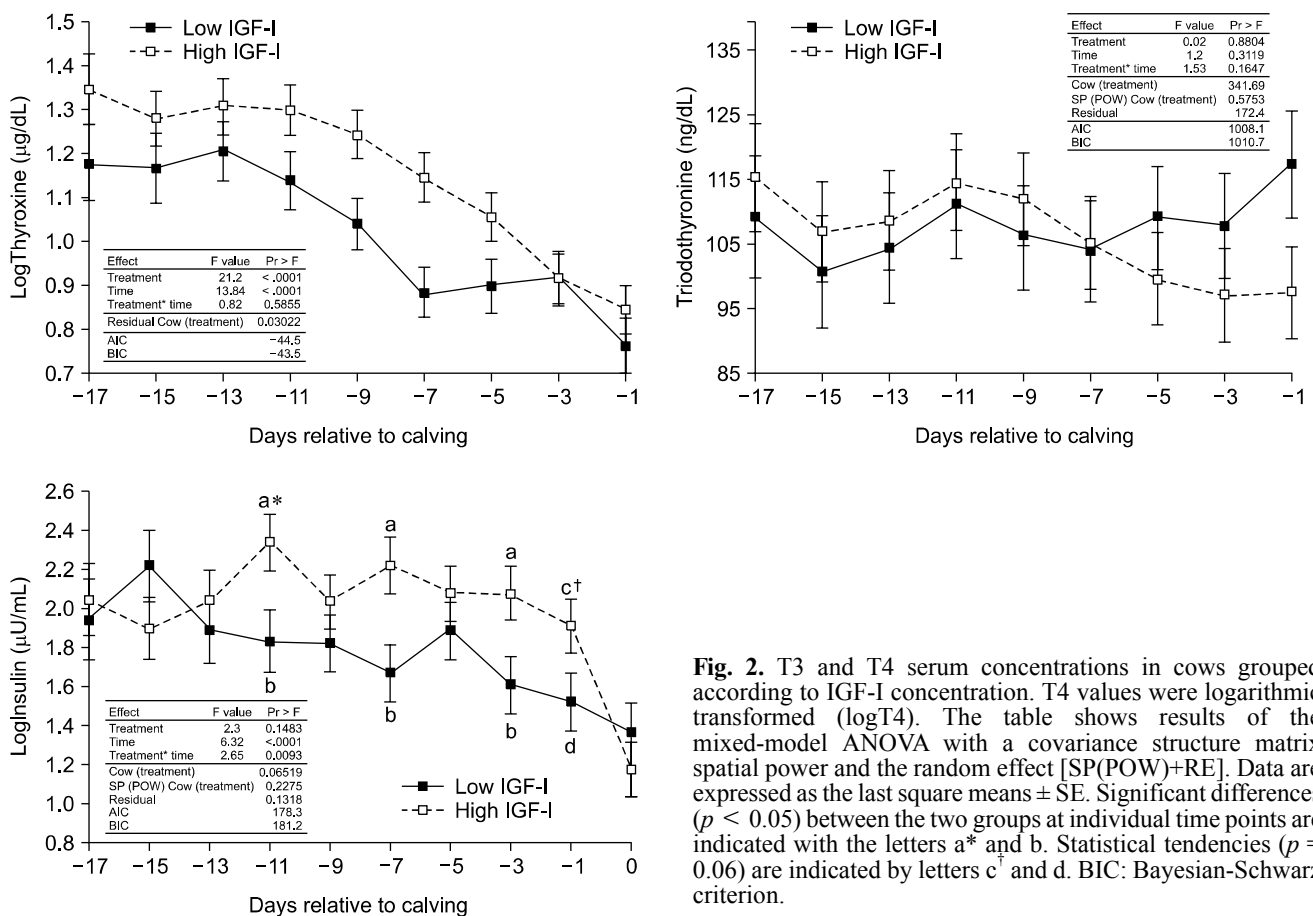 1.5
1.4
1.3
1.2
1.1
1.0
0.9
0.8
0.7
LogThyroxine (μg/dL)
Low IGF-I
High IGF-I
Effect F value Pr > F
Treatment 21.2 < .0001
Time 13.84 < .0001
Treatment* time 0.82 0.5855
Residual Cow (treatment) 0.03022
AIC −44.5
BIC −43.5
−17 −15 −13 −11 −9 −7 −5 −3 −1
Days relative to calving
135
125
115
105
95
85
Triodothyronine (ng/dL)
Low IGF-I
High IGF-I
Effect F value Pr > F
Treatment 0.02 0.8804
Time 1.2 0.3119
Treatment* time 1.53 0.1647
Cow (treatment) 341.69
SP (POW) Cow (treatment) 0.5753
Residual 172.4
AIC 1008.1
BIC 1010.7
−17 −15 −13 −11 −9 −7 −5 −3 −1
Days relative to calving
2.6
2.4
2.2
2.0
1.8
1.6
1.4
1.2
1.0
0.8
LogInsulin (μU/mL)
a*
a
a
c†
b
b
b
d
Effect F value Pr > F
Treatment 2.3 0.1483
Time 6.32 <.0001
Treatment* time 2.65 0.0093
Cow (treatment) 0.06519
SP (POW) Cow (treatment) 0.2275
Residual 0.1318
AIC 178.3
BIC 181.2
Low IGF-I
High IGF-I
−17 −15 −13 −11 −9 −7 −5 −3 −1 0
Days relative to calving
Fig. 2. T3 and T4 serum concentrations in cows grouped
according to IGF-I concentration. T4 values were logarithmic
transformed (logT4). The table shows results of the
mixed-model ANOVA with a covariance structure matrix
spatial power and the random effect [SP(POW)+RE]. Data are
expressed as the last square means ± SE. Significant differences
(p < 0.05) between the two groups at individual time points are
indicated with the letters a* and b. Statistical tendencies (p =
0.06) are indicated by letters c† and d. BIC: Bayesian-Schwarz
criterion.